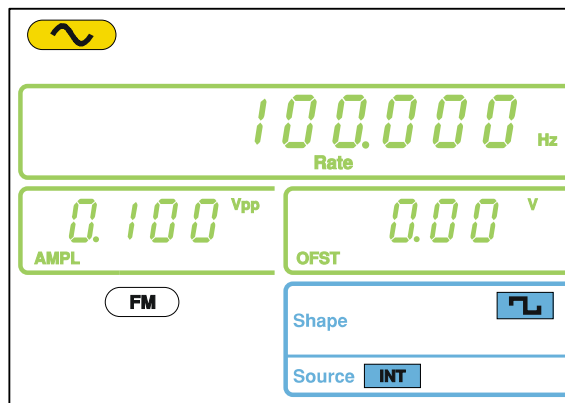 100.000 Hz
Rate
0.100 Vpp
AMPL
0.00 V
OFST
FM
Shape
Source INT